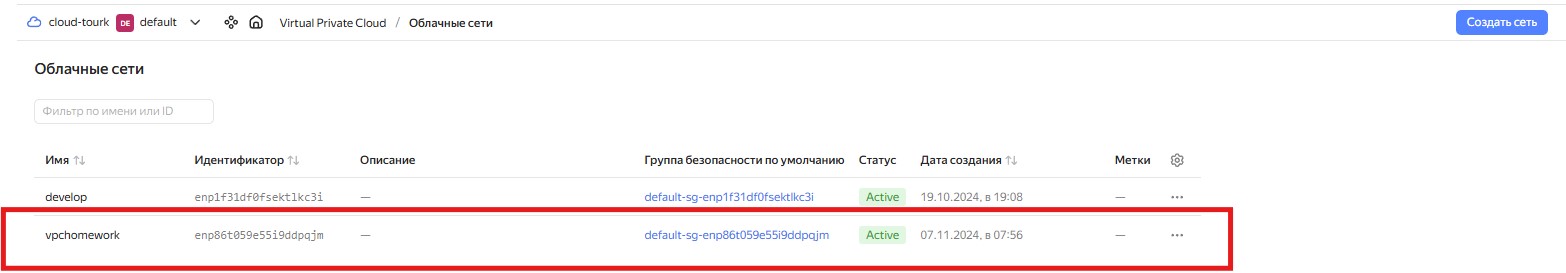 cloud-tourk DE default Virtual Private Cloud / Облачные сети Создать сеть
Облачные сети
Фильтр по имени или ID
Имя Идентификатор Описание Группа безопасности по умолчанию Статус Дата создания Метки
develop enp1f31df0fsektlkc3i — default-sg-enp1f31df0fsektlkc3i Active 19.10.2024, в 19:08 — ...
vpchomework enp86t059e55i9ddpqjm — default-sg-enp86t059e55i9ddpqjm Active 07.11.2024, в 07:56 — ...